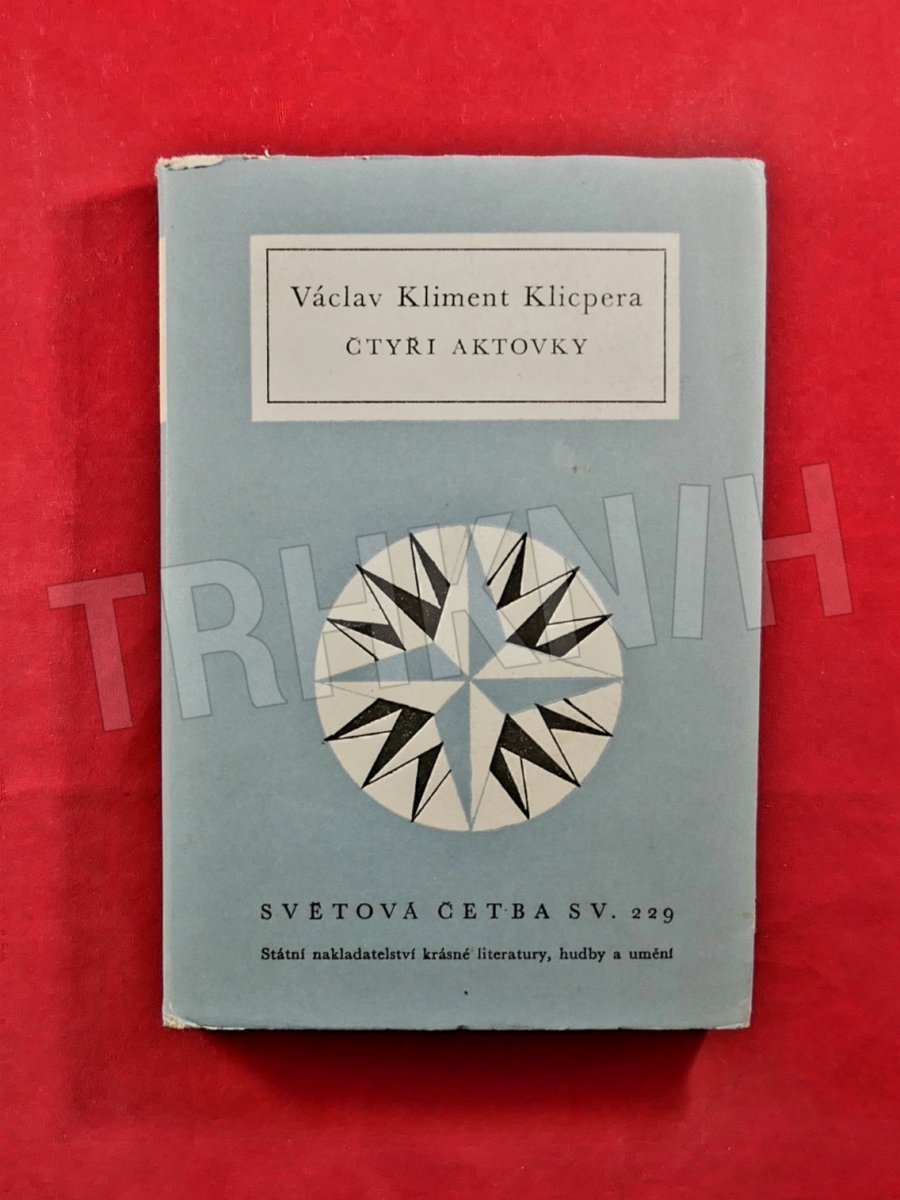 Václav Kliment Klicpera
ČTYŘI AKTOVKY
TRHKNIH
SVĚTOVÁ ČETBA SV. 229
Státní nakladatelství krásné literatury, hudby a umění